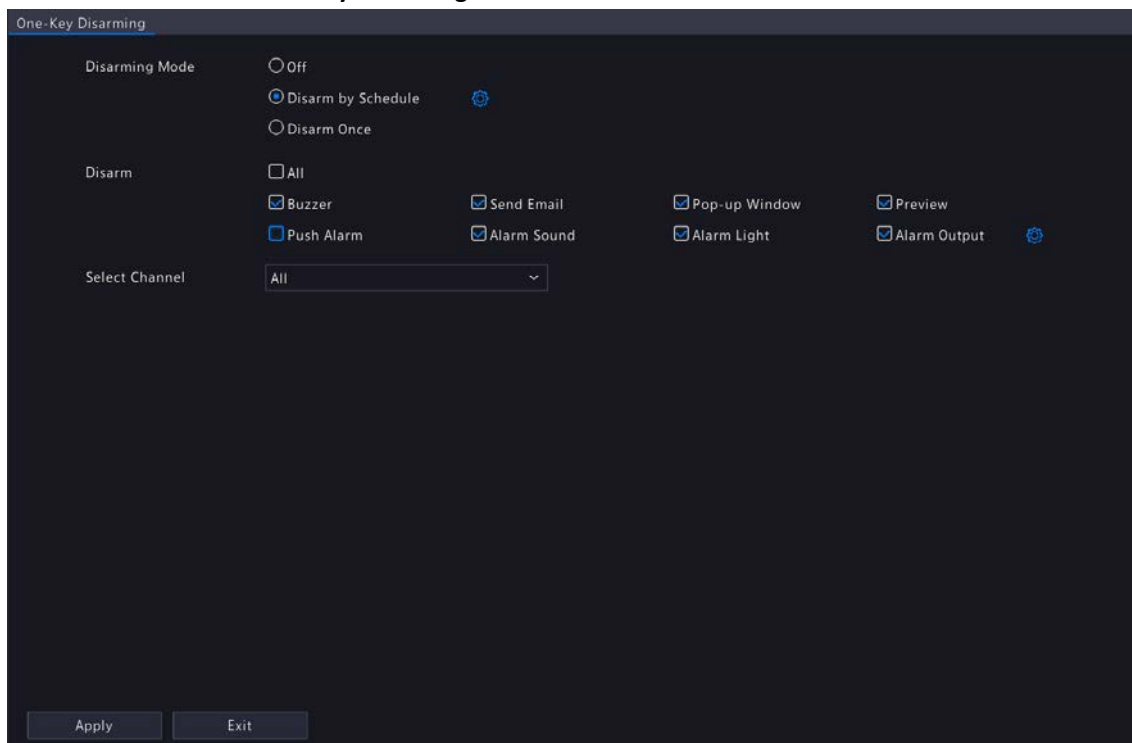 One-Key Disarming
Disarming Mode
Off
Disarm by Schedule
Disarm Once
Disarm
All
Buzzer Send Email Pop-up Window Preview
Push Alarm Alarm Sound Alarm Light Alarm Output
Select Channel All
Apply Exit